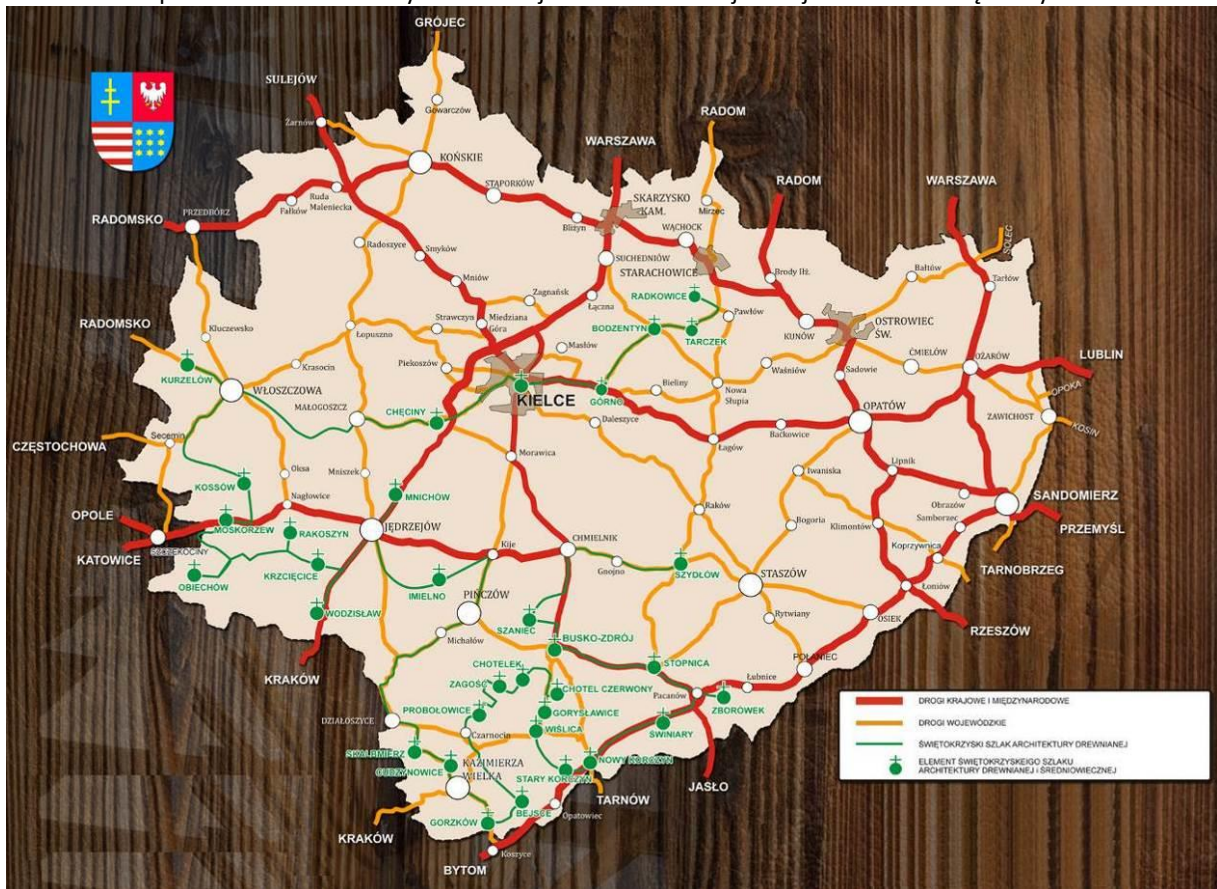 GRÓJEC
SULEJÓW
Gowarczów
RADOM
Żarnów
WARSZAWA
KOŃSKIE
RADOM
WARSZAWA
STĄPORKÓW
SKARŻYSKO
KAM.
Ruda
Maleniecka
Fałków
Mirzec
PRZEDBÓRZ
RADOMSKO
Bliżyn
WĄCHOCK
SOLEC
Radoszyce
Smyków
SUCHEDNIÓW
STARACHOWICE
Brody Iłż.
Bałtów
Tarłów
Mniów
Zagnańsk
Łączna
RADKOWICE
RADOMSKO
Kluczewsko
Łopuszno
Strawczyn
Miedziana
Góra
BODZENTYN
Pawłów
TARCZEK
KUNÓW
OSTROWIEC
ŚW.
Masłów
ĆMIELÓW
OŻARÓW
LUBLIN
KURZELÓW
Krasocin
Piekoszów
Waśniów
Sadowie
WŁOSZCZOWA
KIELCE
GÓRNO
Bieliny
Nowa
Słupia
OPOKA
MAŁOGOSZCZ
CHĘCINY
Daleszyce
OPATÓW
ZAWICHOST
KOSIN
CZĘSTOCHOWA
Secemin
Łagów
Baćkowice
Morawica
Oksa
Mniszek
Iwaniska
Lipnik
KOSSÓW
MNICHÓW
Obrazów
SANDOMIERZ
Nagłowice
Raków
Samborzec
OPOLE
MOSKORZEW
RAKOSZYN
JĘDRZEJÓW
Bogoria
Klimontów
PRZEMYŚL
KATOWICE
SZCZEKOCINY
Kije
CHMIELNIK
Koprzywnica
KRZCIĘCICE
Gnojno
SZYDŁÓW
TARNOBRZEG
OBIECHÓW
IMIELNO
STASZÓW
Łoniów
PIŃCZÓW
WODZISŁAW
SZANIEC
Rytwiany
OSIEK
RZESZÓW
Michałów
BUSKO-ZDRÓJ
STOPNICA
POŁANIEC
KRAKÓW
CHOTELEK
ZAGOŚĆ
CHOTEL CZERWONY
Pacanów
Łubnice
ZBORÓWEK
PROBOŁOWICE
GORYSŁAWICE
DZIAŁOSZYCE
ŚWINIARY
Czarnocin
WIŚLICA
SKALBMIERZ
NOWY KORCZYN
CUDZYNOWICE
KAZIMIERZA
WIELKA
STARY KORCZYN
JASŁO
TARNÓW
BEJSCE
Opatowiec
KRAKÓW
GORZKÓW
Koszyce
BYTOM
DROGI KRAJOWE I MIĘDZYNARODOWE
DROGI WOJEWÓDZKIE
ŚWIĘTOKRZYSKI SZLAK ARCHITEKTURY DREWNIANEJ
ELEMENT ŚWIĘTOKRZYSKEIGO SZLAKU
ARCHITEKTURY DREWNIANEJ i ŚREDNIOWIECZNEJ